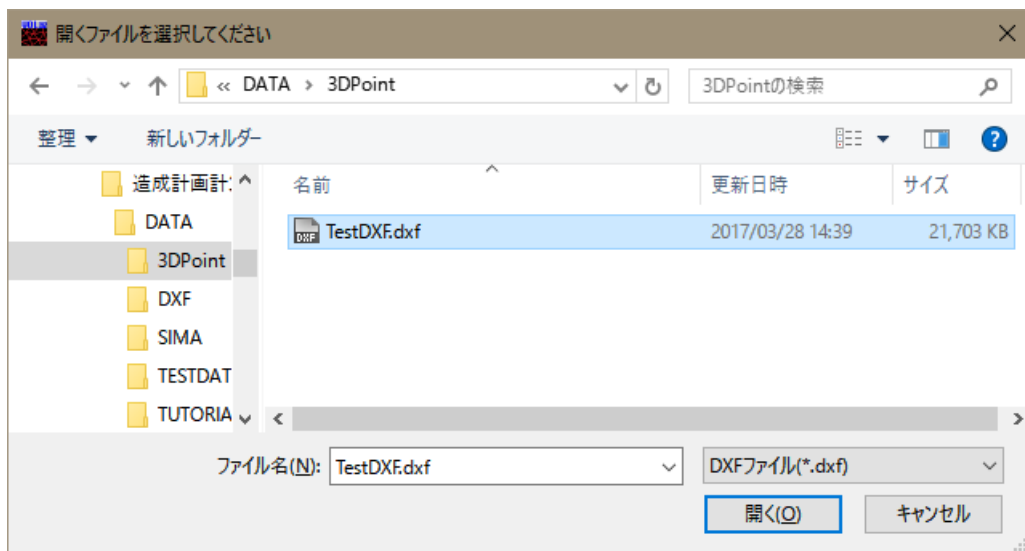 開くファイルを選択してください
« DATA › 3DPoint
3DPointの検索
整理
新しいフォルダー
造成計画計
名前
更新日時
サイズ
DATA
TestDXF.dxf
2017/03/28 14:39
21,703 KB
3DPoint
DXF
SIMA
TESTDAT
TUTORIA
ファイル名(N):
TestDXF.dxf
DXFファイル(*.dxf)
開く(O)
キャンセル